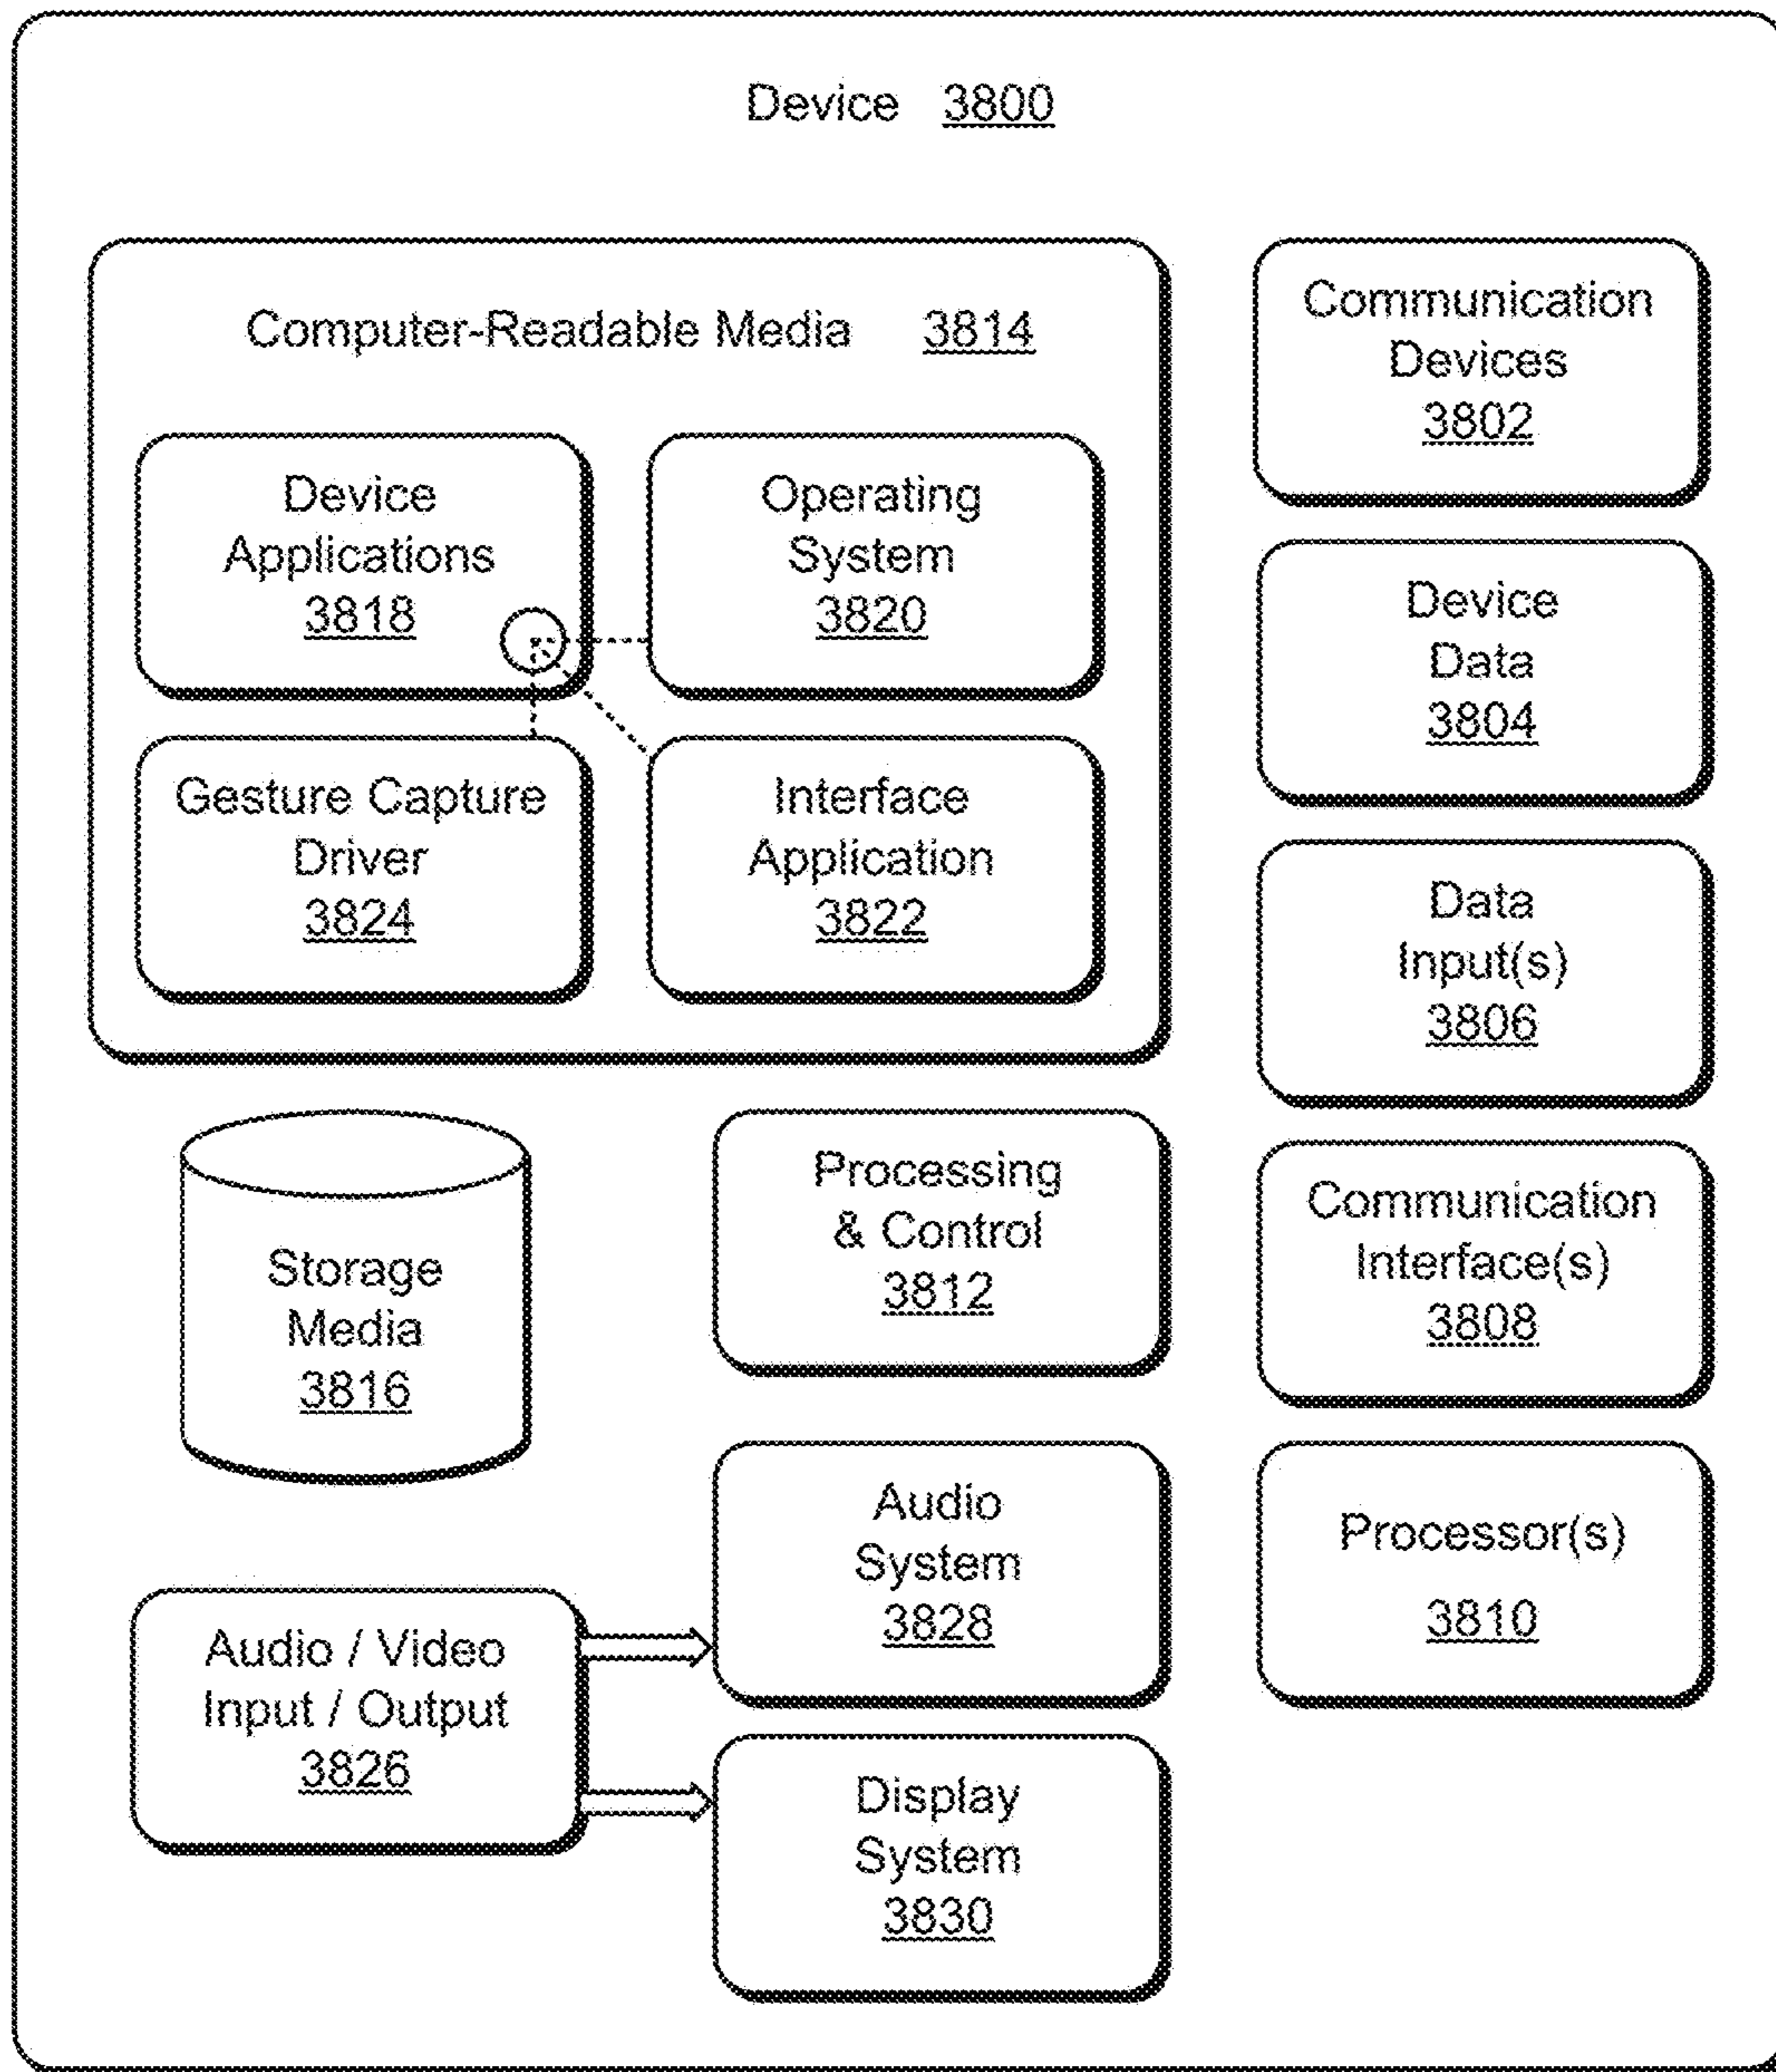 Device 3800
Computer-Readable Media 3814
Device
Applications
3818
Operating
System
3820
Gesture Capture
Driver
3824
Interface
Application
3822
Storage
Media
3816
Processing
& Control
3812
Audio / Video
Input / Output
3826
Audio
System
3828
Display
System
3830
Communication
Devices
3802
Device
Data
3804
Data
Input(s)
3806
Communication
Interface(s)
3808
Processor(s)
3810